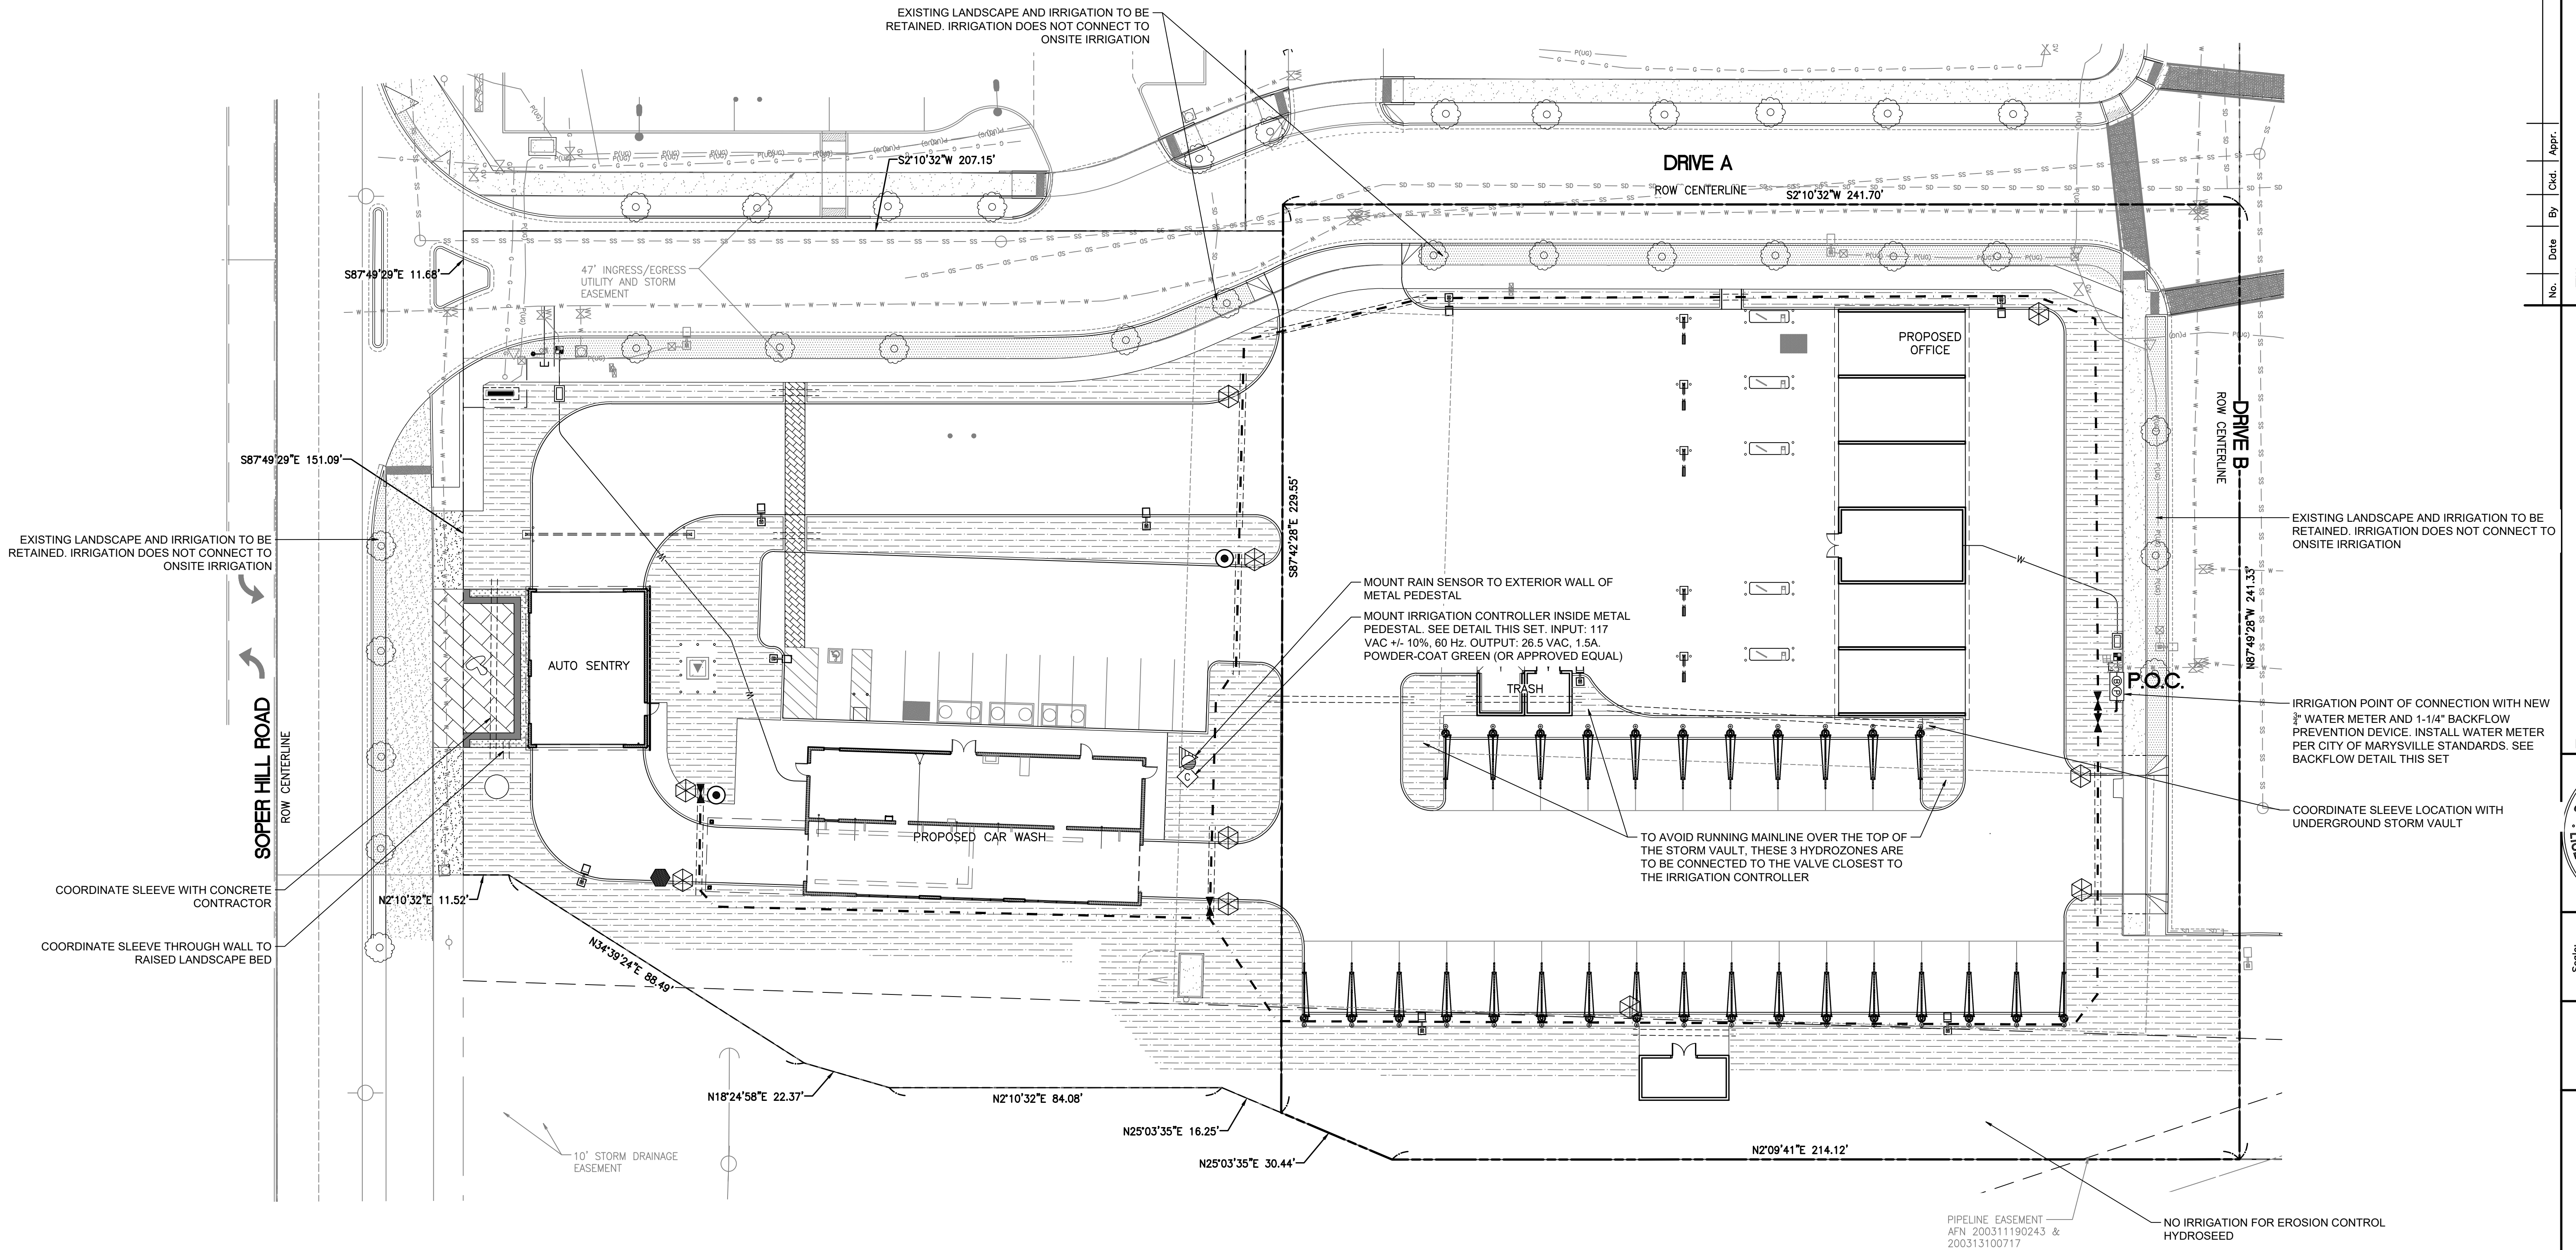 EXISTING LANDSCAPE AND IRRIGATION TO BE
RETAINED. IRRIGATION DOES NOT CONNECT TO
ONSITE IRRIGATION
DRIVE A
ROW CENTERLINE
S2°10'32"W 241.70'
S2°10'32"W 207.15'
S87°49'29"E 11.68'
47' INGRESS/EGRESS
UTILITY AND STORM
EASEMENT
No.
Date
By
Ckd.
Appr.
PROPOSED
OFFICE
DRIVE B
ROW CENTERLINE
S87°49'29"E 151.09'
S87°42'28"E 229.55'
N87°49'28"W 241.33'
EXISTING LANDSCAPE AND IRRIGATION TO BE
RETAINED. IRRIGATION DOES NOT CONNECT TO
ONSITE IRRIGATION
EXISTING LANDSCAPE AND IRRIGATION TO BE
RETAINED. IRRIGATION DOES NOT CONNECT TO
ONSITE IRRIGATION
MOUNT RAIN SENSOR TO EXTERIOR WALL OF
METAL PEDESTAL
MOUNT IRRIGATION CONTROLLER INSIDE METAL
PEDESTAL. SEE DETAIL THIS SET. INPUT: 117
VAC +/- 10%, 60 Hz. OUTPUT: 26.5 VAC, 1.5A.
POWDER-COAT GREEN (OR APPROVED EQUAL)
AUTO SENTRY
TRASH
P.O.C.
IRRIGATION POINT OF CONNECTION WITH NEW
" WATER METER AND 1-1/4" BACKFLOW
PREVENTION DEVICE. INSTALL WATER METER
PER CITY OF MARYSVILLE STANDARDS. SEE
BACKFLOW DETAIL THIS SET
SOPER HILL ROAD
ROW CENTERLINE
C
PROPOSED CAR WASH
TO AVOID RUNNING MAINLINE OVER THE TOP OF
THE STORM VAULT, THESE 3 HYDROZONES ARE
TO BE CONNECTED TO THE VALVE CLOSEST TO
THE IRRIGATION CONTROLLER
COORDINATE SLEEVE LOCATION WITH
UNDERGROUND STORM VAULT
COORDINATE SLEEVE WITH CONCRETE
CONTRACTOR
N2°10'32"E 11.52'
COORDINATE SLEEVE THROUGH WALL TO
RAISED LANDSCAPE BED
N34°39'24"E 88.49'
N18°24'58"E 22.37'
N2°10'32"E 84.08'
N25°03'35"E 16.25'
N25°03'35"E 30.44'
N2°09'41"E 214.12'
10' STORM DRAINAGE
EASEMENT
PIPELINE EASEMENT
AFN 200311190243 &
200313100717
NO IRRIGATION FOR EROSION CONTROL
HYDROSEED